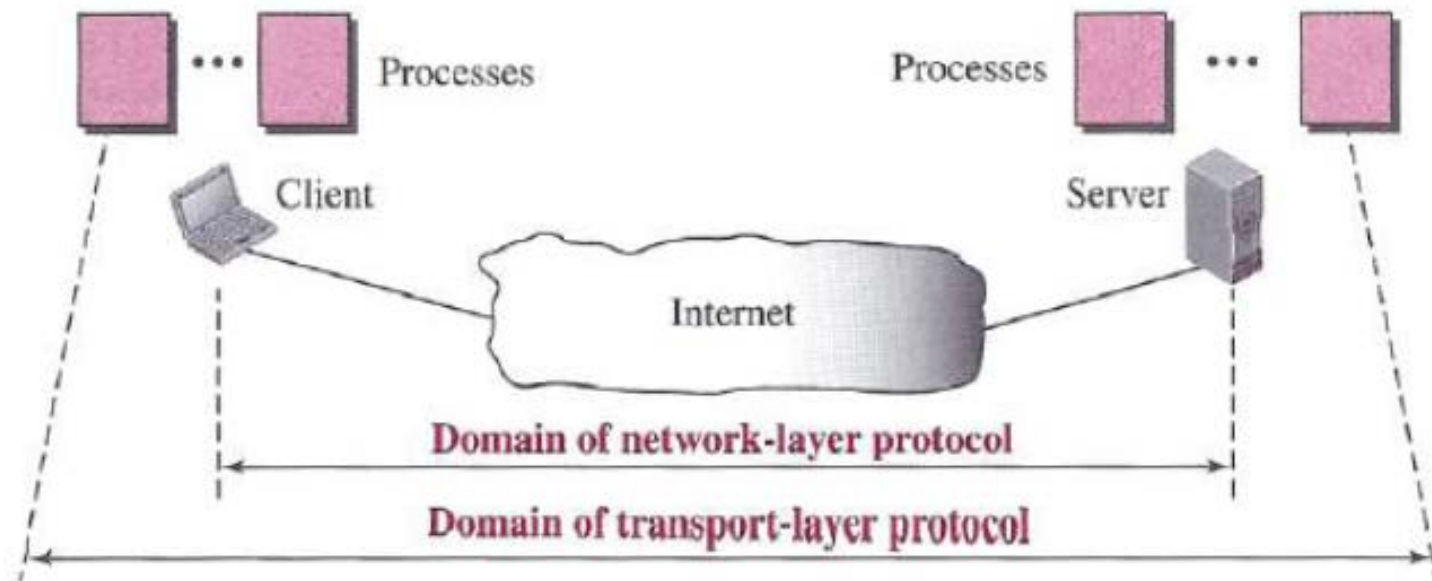 Processes
Processes
Client
Server
Internet
Domain of network-layer protocol
Domain of transport-layer protocol